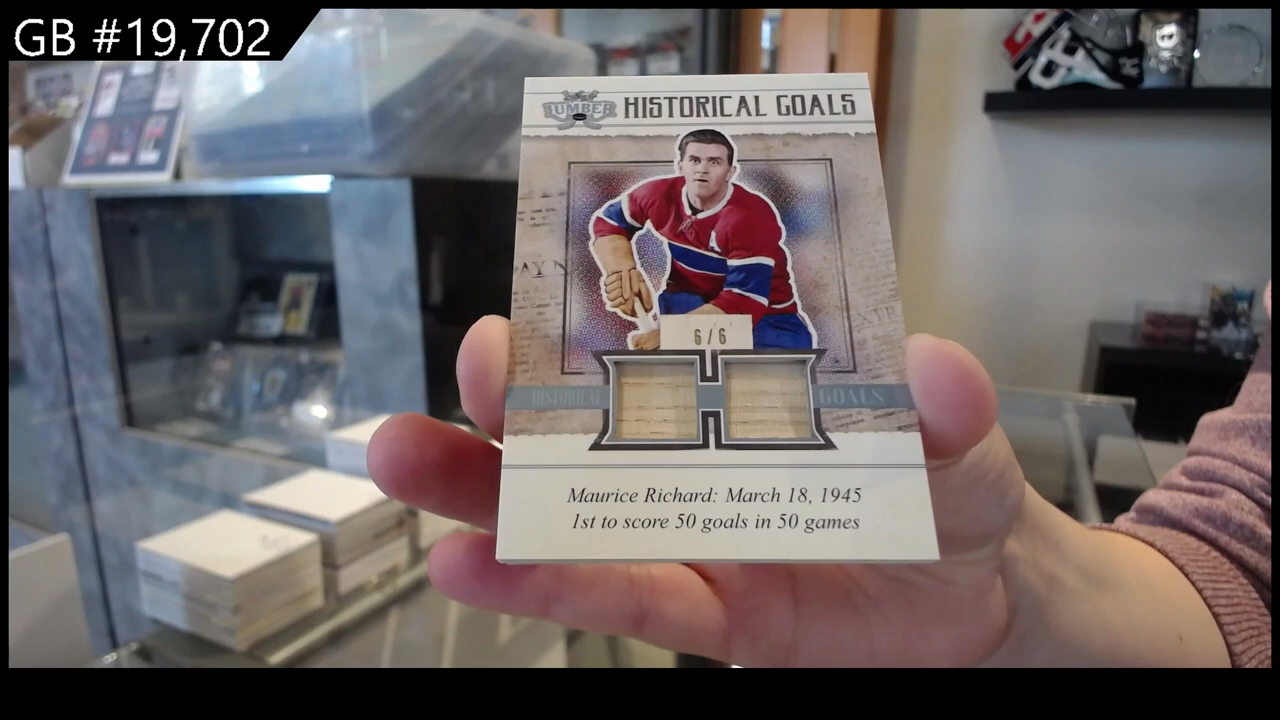 GB #19,702
LUMBER
HISTORICAL GOALS
A
6/6
HISTORICAL
GOALS
Maurice Richard: March 18, 1945
1st to score 50 goals in 50 games